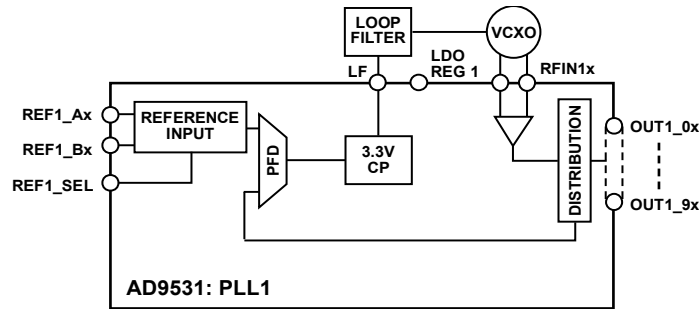 LOOP
FILTER
VCXO
LF
LDO
REG 1
RFIN1x
REF1_Ax
REFERENCE
INPUT
REF1_Bx
REF1_SEL
PFD
3.3V
CP
DISTRIBUTION
OUT1_0x
OUT1_9x
AD9531: PLL1